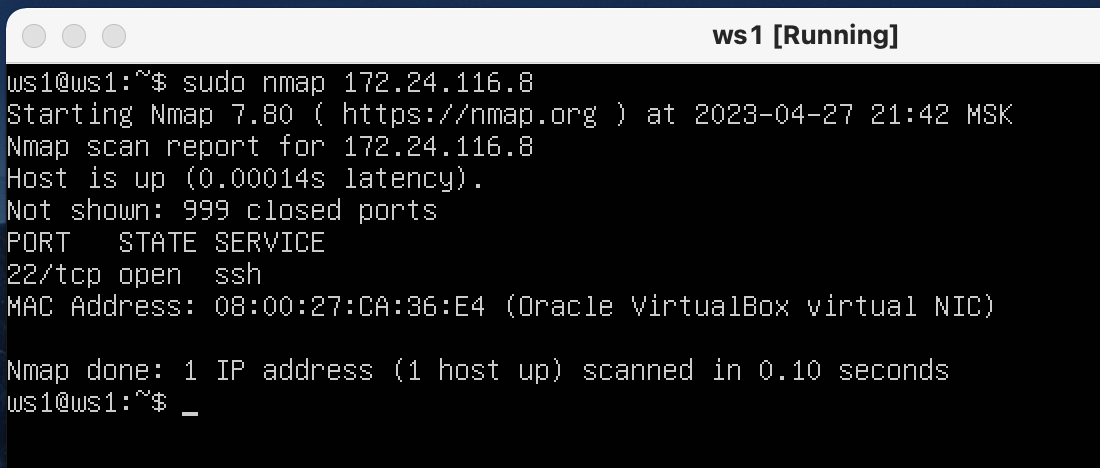 ws1 [Running]
ws1@ws1:~$ sudo nmap 172.24.116.8
Starting Nmap 7.80 ( https://nmap.org ) at 2023-04-27 21:42 MSK
Nmap scan report for 172.24.116.8
Host is up (0.00014s latency).
Not shown: 999 closed ports
PORT   STATE SERVICE
22/tcp open  ssh
MAC Address: 08:00:27:CA:36:E4 (Oracle VirtualBox virtual NIC)
Nmap done: 1 IP address (1 host up) scanned in 0.10 seconds
ws1@ws1:~$ _